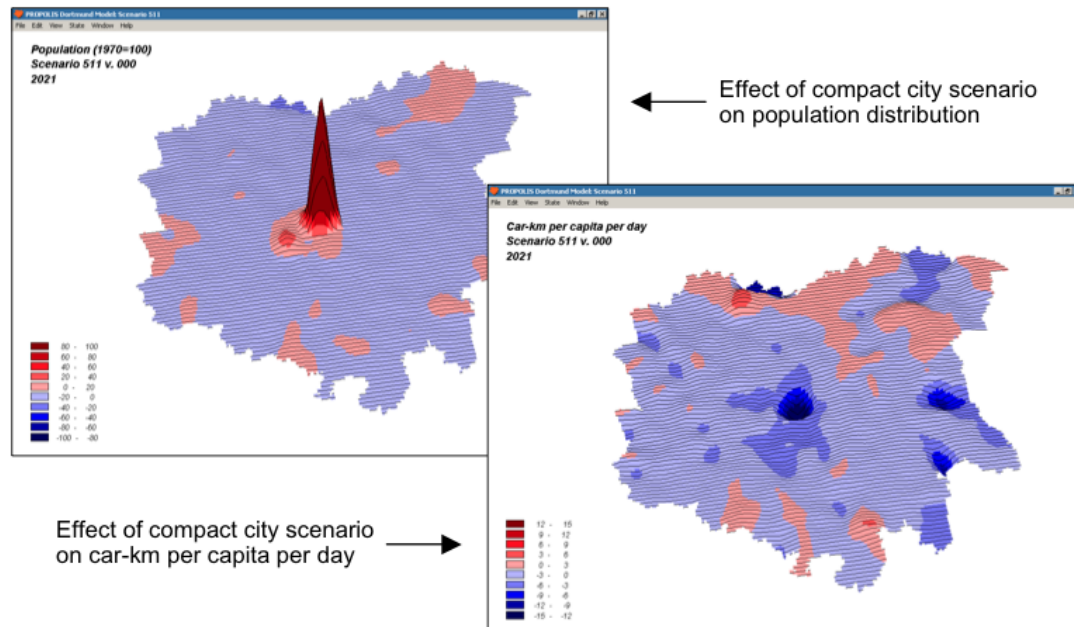 PROPOLIS Dortmund Model: Scenario 511
File Edit View State Window Help
Population (1970=100)
Scenario 511 v. 000
2021
80 - 100
60 - 80
40 - 60
20 - 40
0 - 20
-20 - 0
-40 - -20
-60 - -40
-80 - -60
-100 - -80
Effect of compact city scenario
on population distribution
PROPOLIS Dortmund Model: Scenario 511
File Edit View State Window Help
Car-km per capita per day
Scenario 511 v. 000
2021
12 - 15
9 - 12
6 - 9
3 - 6
0 - 3
-3 - 0
-6 - -3
-9 - -6
-12 - -9
-15 - -12
Effect of compact city scenario
on car-km per capita per day